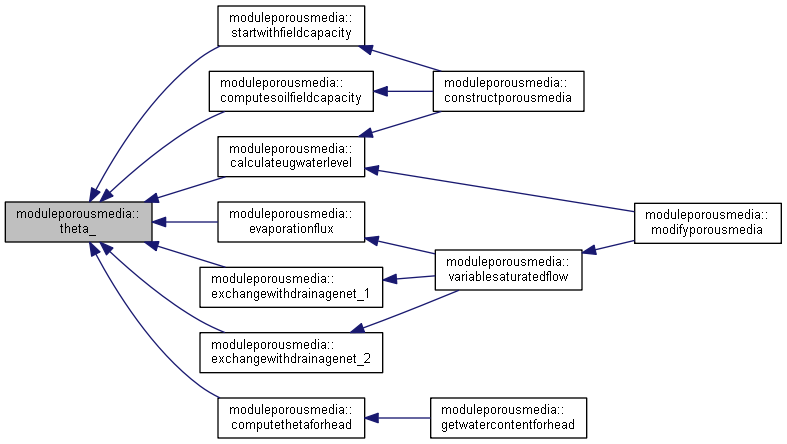 moduleporousmedia::
theta_
moduleporousmedia::
startwithfieldcapacity
moduleporousmedia::
computesoilfieldcapacity
moduleporousmedia::
calculateugwaterlevel
moduleporousmedia::
evaporationflux
moduleporousmedia::
exchangewithdrainagenet_1
moduleporousmedia::
exchangewithdrainagenet_2
moduleporousmedia::
computethetaforhead
moduleporousmedia::
constructporousmedia
moduleporousmedia::
variablesaturatedflow
moduleporousmedia::
getwatercontentforhead
moduleporousmedia::
modifyporousmedia